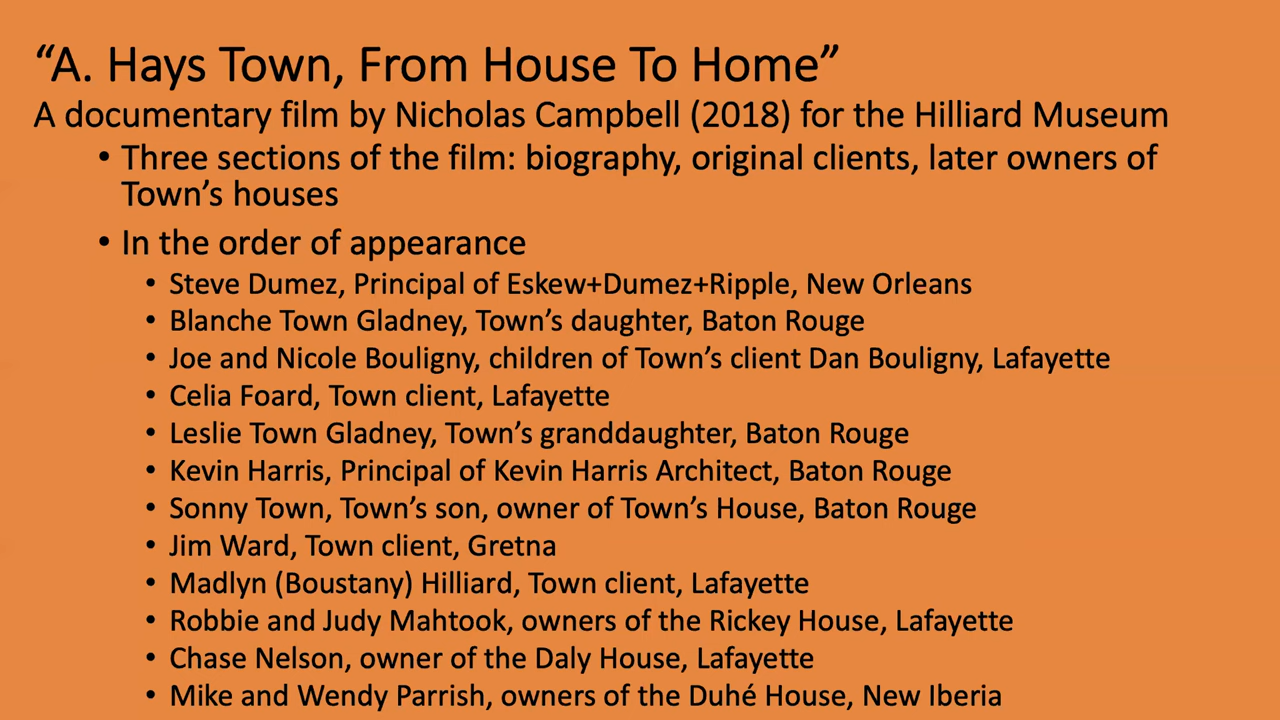 “A. Hays Town, From House To Home”
A documentary film by Nicholas Campbell (2018) for the Hilliard Museum
• Three sections of the film: biography, original clients, later owners of
Town’s houses
• In the order of appearance
• Steve Dumez, Principal of Eskew+Dumez+Ripple, New Orleans
• Blanche Town Gladney, Town’s daughter, Baton Rouge
• Joe and Nicole Bouligny, children of Town’s client Dan Bouligny, Lafayette
• Celia Foard, Town client, Lafayette
• Leslie Town Gladney, Town’s granddaughter, Baton Rouge
• Kevin Harris, Principal of Kevin Harris Architect, Baton Rouge
• Sonny Town, Town’s son, owner of Town’s House, Baton Rouge
• Jim Ward, Town client, Gretna
• Madlyn (Boustany) Hilliard, Town client, Lafayette
• Robbie and Judy Mahtook, owners of the Rickey House, Lafayette
• Chase Nelson, owner of the Daly House, Lafayette
• Mike and Wendy Parrish, owners of the Duhé House, New Iberia